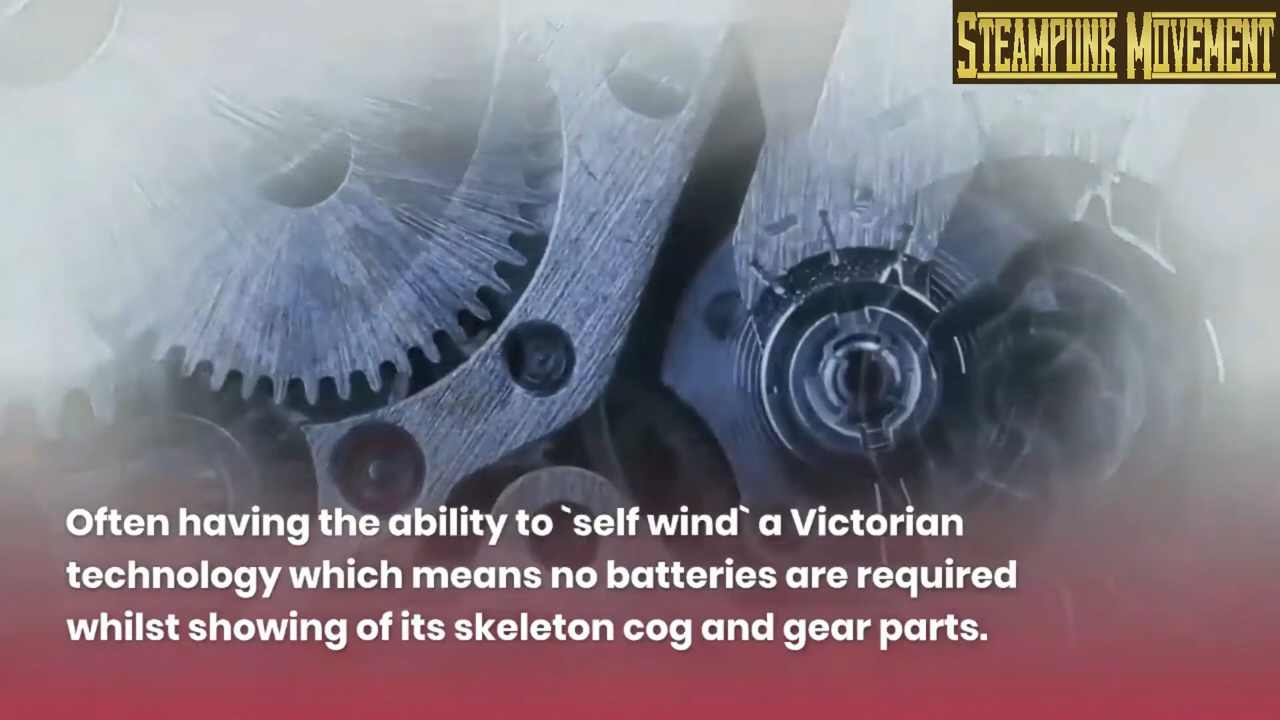 STEAMPUNK MOVEMENT
Often having the ability to `self wind` a Victorian
technology which means no batteries are required
whilst showing of its skeleton cog and gear parts.